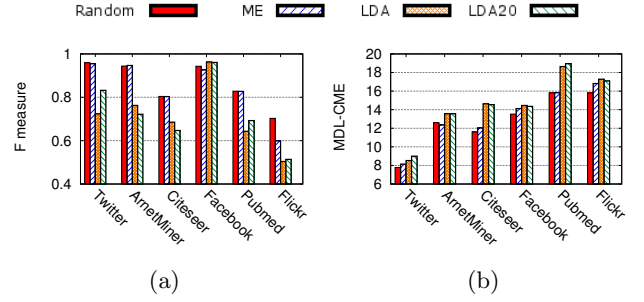 Random ME LDA LDA20
F measure
1
0.8
0.6
0.4
Twitter
ArnetMiner
Citeseer
Facebook
Pubmed
Flickr
(a)
MDL-CME
20
18
16
14
12
10
8
6
Twitter
ArnetMiner
Citeseer
Facebook
Pubmed
Flickr
(b)